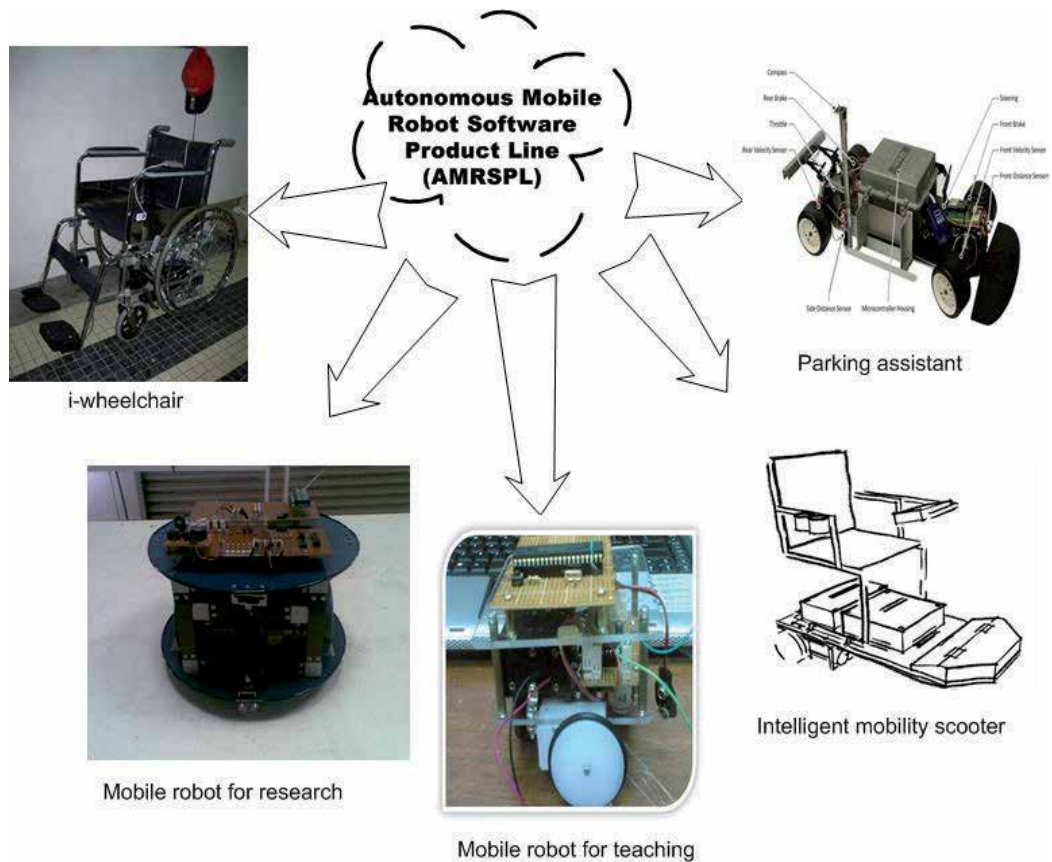 Autonomous Mobile
Robot Software
Product Line
(AMRSPL)
Compass
Rear Brake
Throttle
Rear Velocity Sensor
Steering
Front Brake
Front Velocity Sensor
Front Distance Sensors
Side Distance Sensor
Microcontroller Housing
Parking assistant
i-wheelchair
Intelligent mobility scooter
Mobile robot for research
Mobile robot for teaching